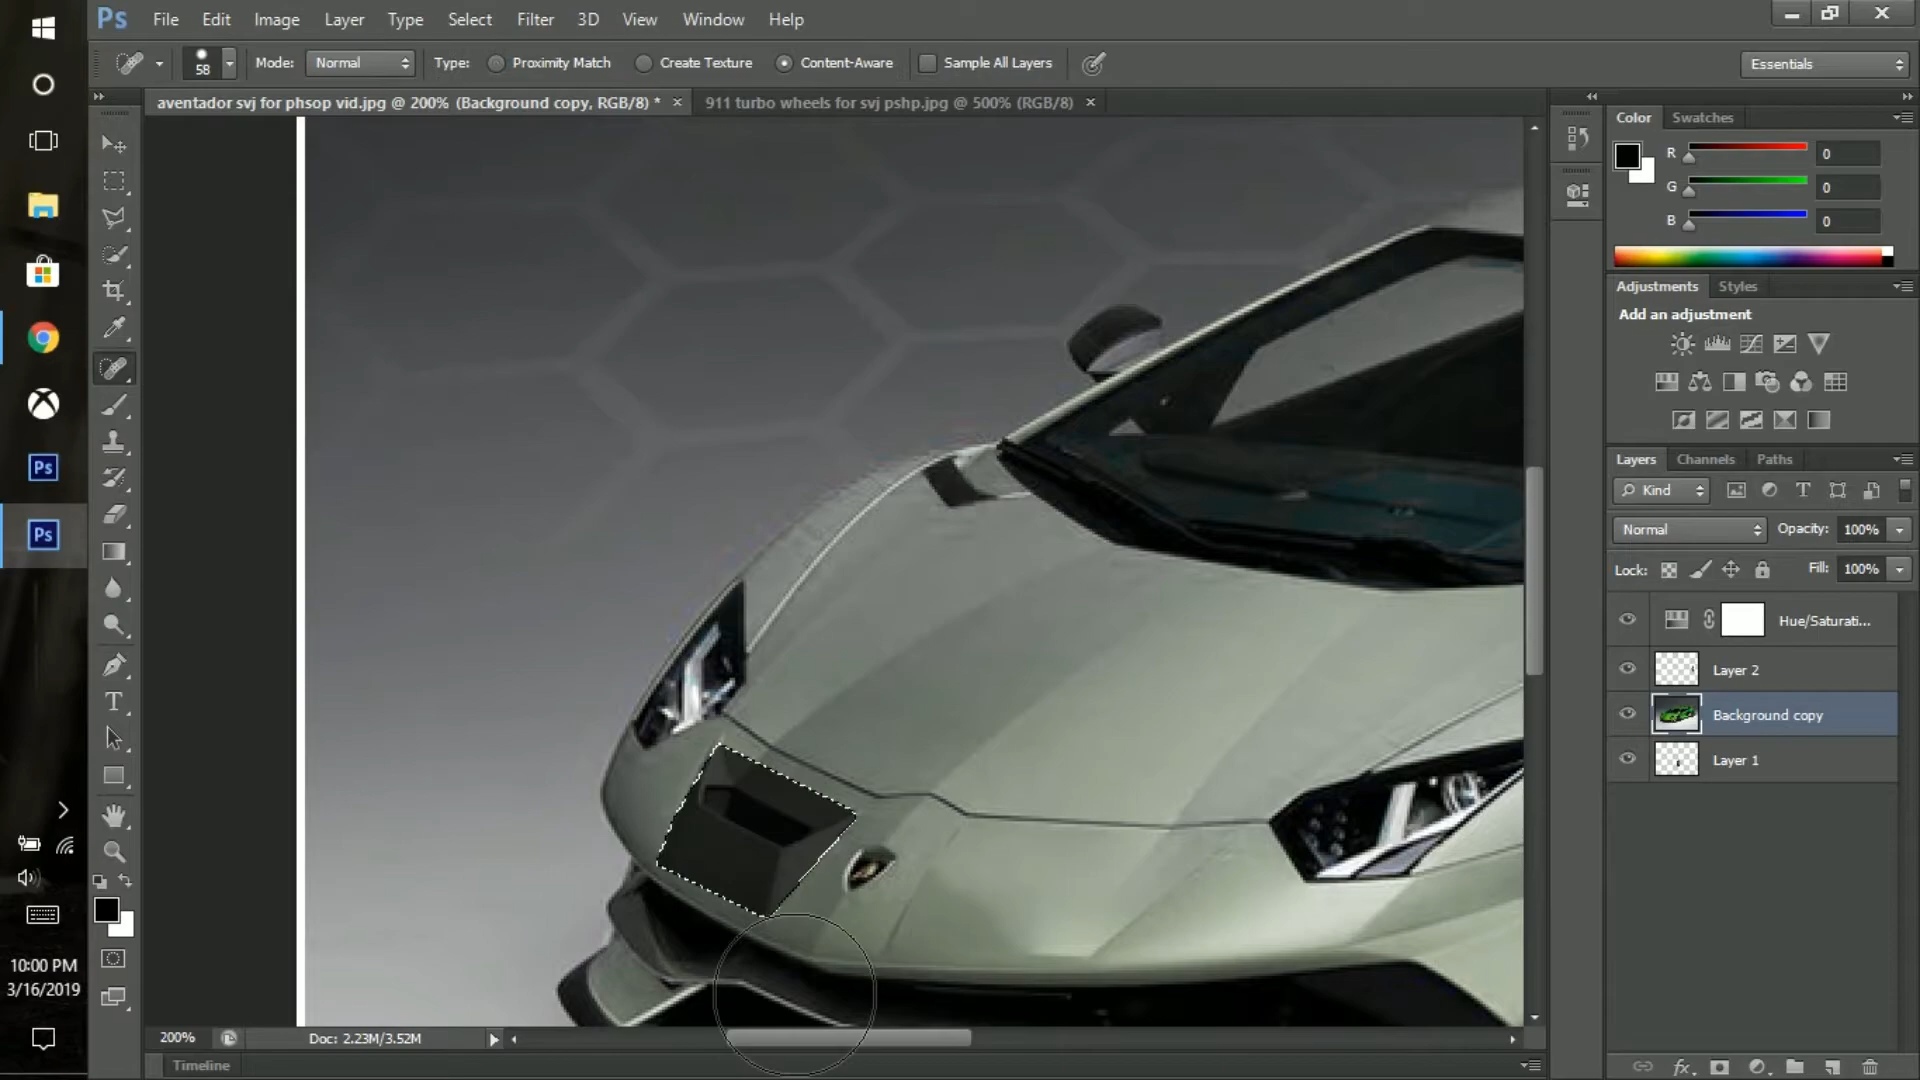 Ps File Edit Image Layer Type Select Filter 3D View Window Help
58 Mode: Normal Type: Proximity Match Create Texture Content-Aware Sample All Layers Essentials
aventador svj for phsop vid.jpg @ 200% (Background copy, RGB/8) * × 911 turbo wheels for svj pshp.jpg @ 500% (RGB/8) ×
Color Swatches
R 0
G 0
B 0
Adjustments Styles
Add an adjustment
Layers Channels Paths
Kind
Normal Opacity: 100%
Lock: Fill: 100%
Hue/Saturati...
Layer 2
Background copy
Layer 1
Ps
Ps
10:00 PM
3/16/2019
200% Doc: 2.23M/3.52M
Timeline